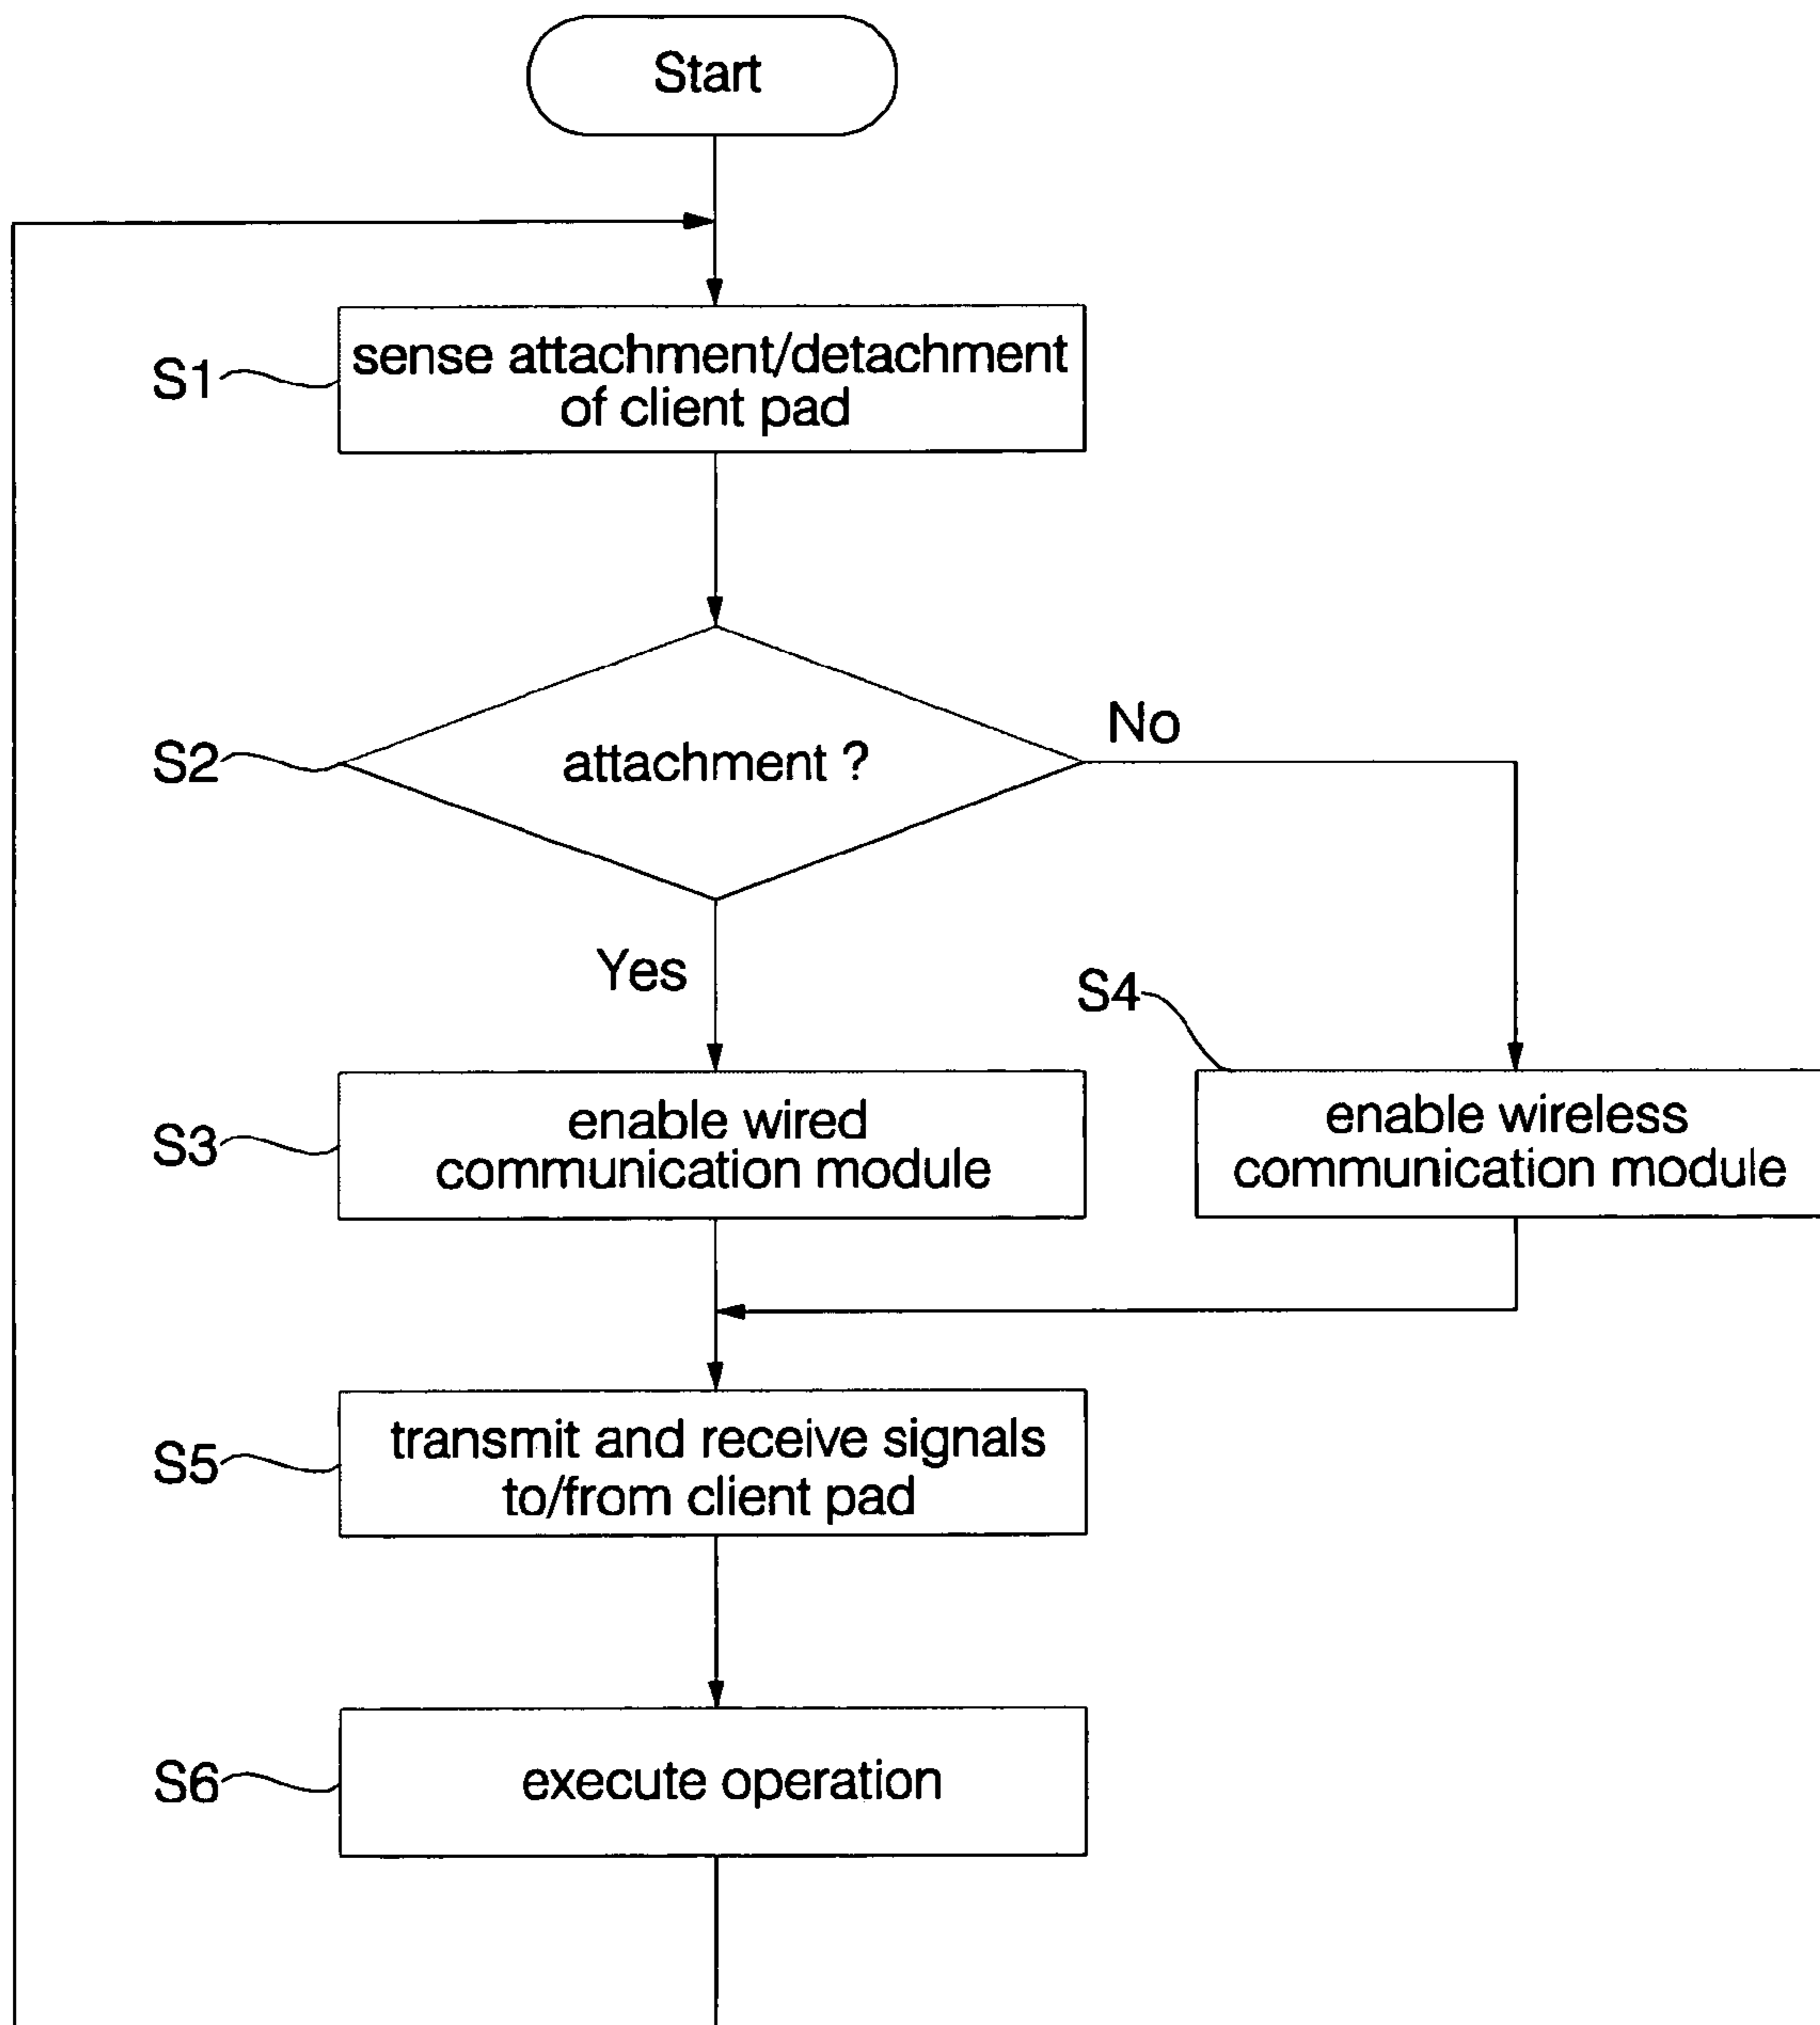 Start
S1
sense attachment/detachment
of client pad
S2
attachment ?
No
Yes
S4
S3
enable wired
communication module
enable wireless
communication module
S5
transmit and receive signals
to/from client pad
S6
execute operation